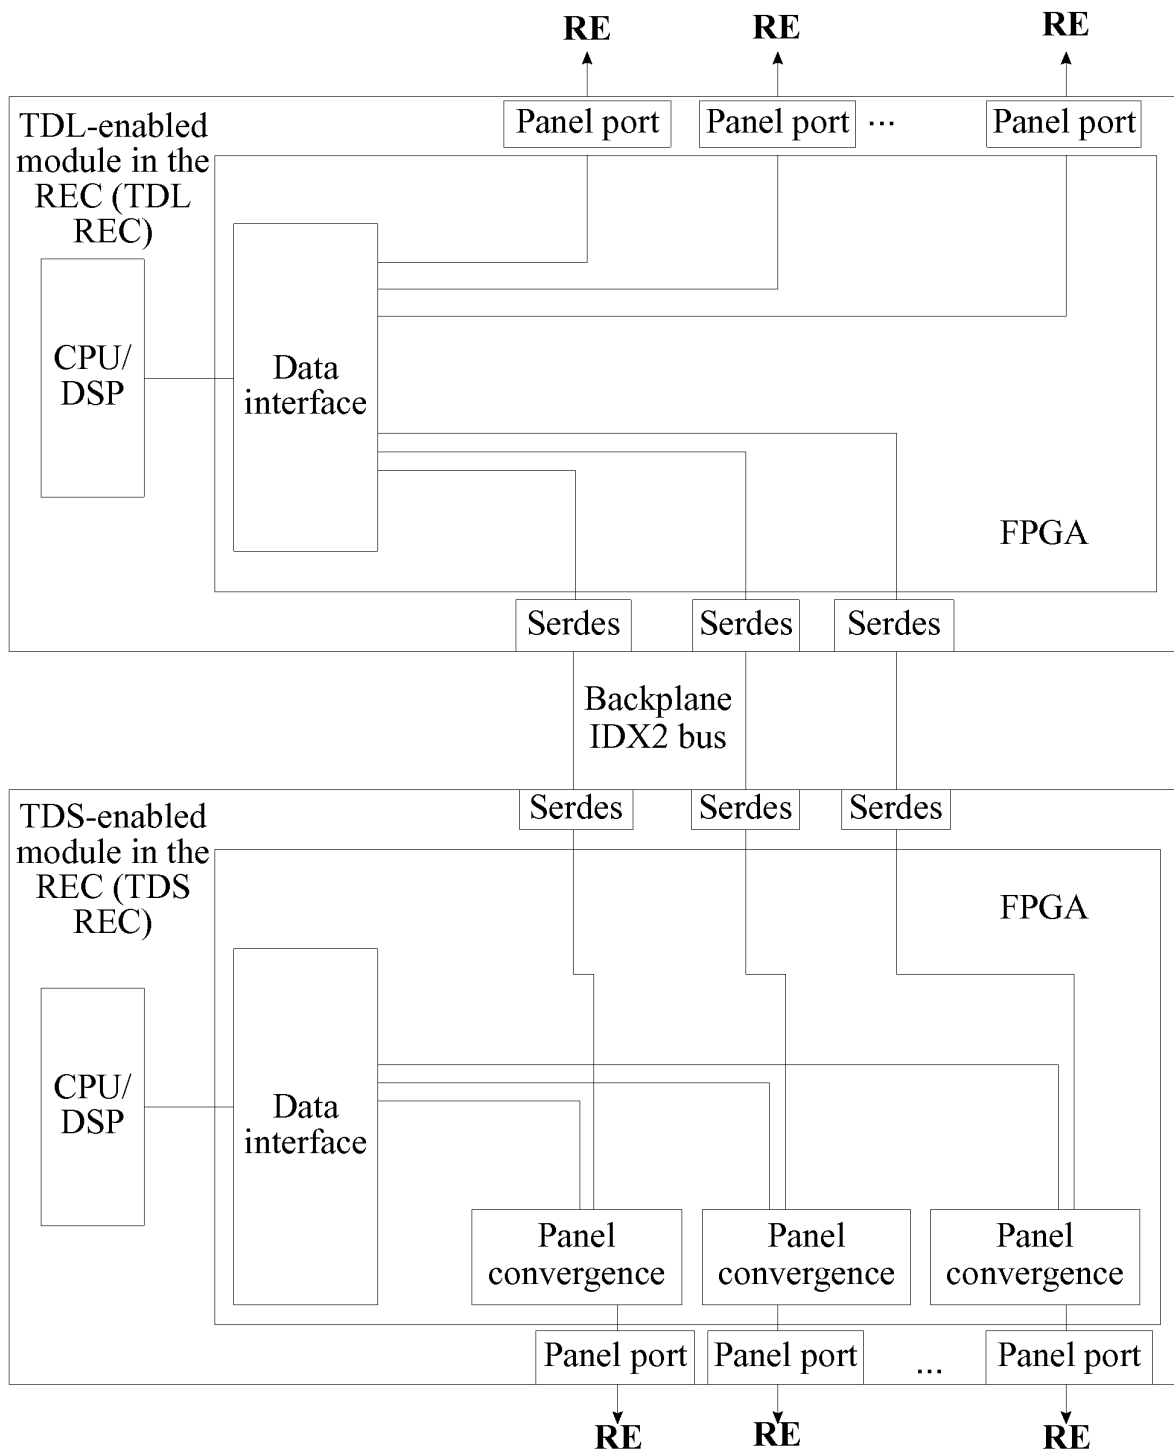 RE
RE
RE
TDL-enabled
module in the
REC (TDL
REC)
Panel port
Panel port
...
Panel port
CPU/
DSP
Data
interface
FPGA
Serdes
Serdes
Serdes
Backplane
IDX2 bus
TDS-enabled
module in the
REC (TDS
REC)
Serdes
Serdes
Serdes
FPGA
CPU/
DSP
Data
interface
Panel
convergence
Panel
convergence
Panel
convergence
Panel port
Panel port
...
Panel port
RE
RE
RE